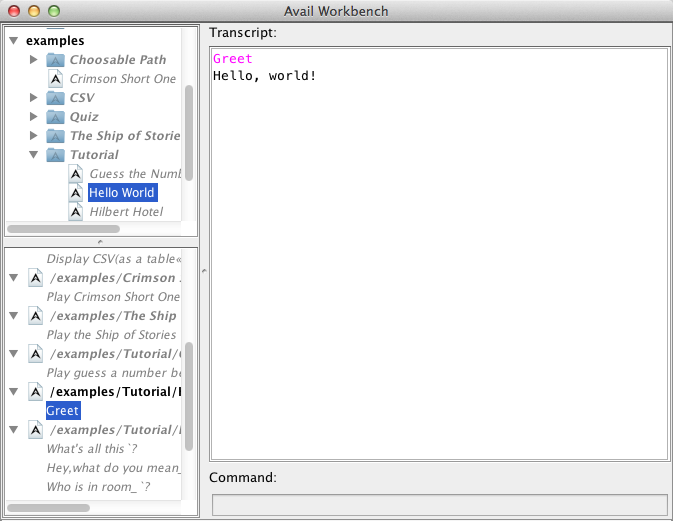 Avail Workbench
examples
Choosable Path
Crimson Short One
CSV
Quiz
The Ship of Storie
Tutorial
Guess the Numb
Hello World
Hilbert Hotel
Display CSV(as a table«
/examples/Crimson
Play Crimson Short One
/examples/The Ship
Play the Ship of Stories
/examples/Tutorial/
Play guess a number be
/examples/Tutorial/
Greet
/examples/Tutorial/
What's all this`?
Hey,what do you mean_
Who is in room_`?
Transcript:
Greet
Hello, world!
Command: